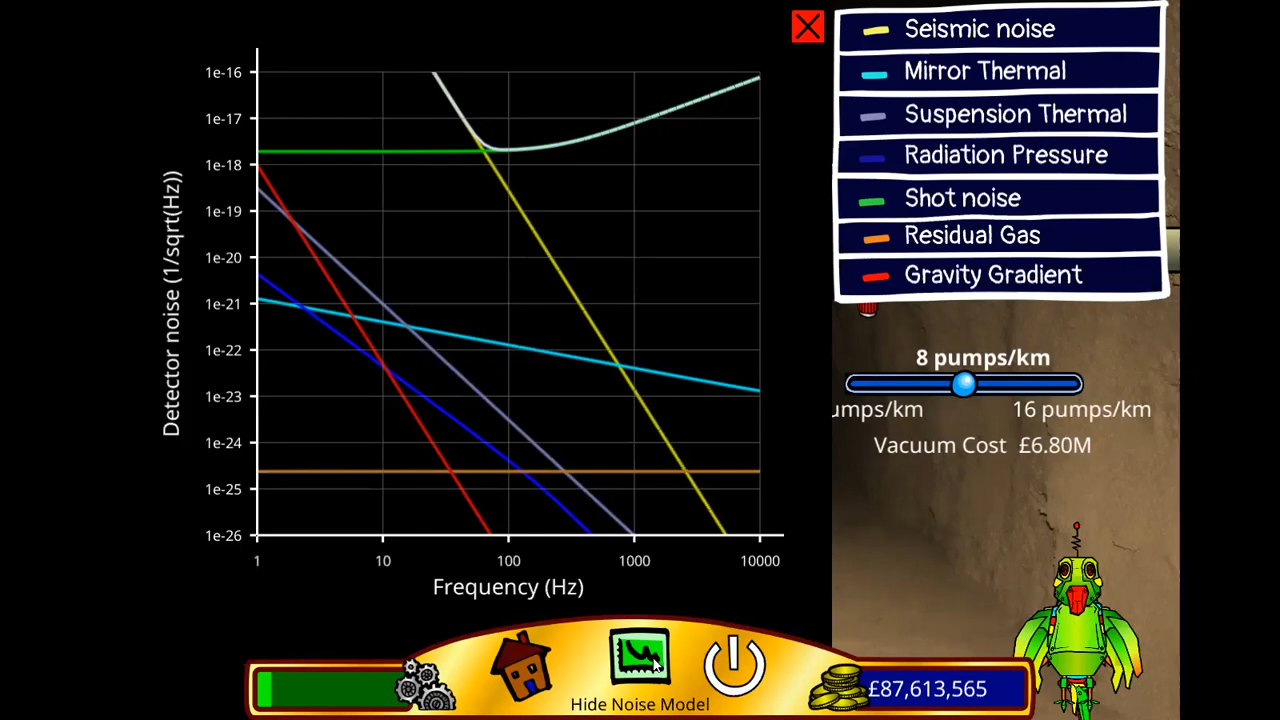 Seismic noise
Mirror Thermal
Suspension Thermal
Radiation Pressure
Shot noise
Residual Gas
Gravity Gradient
1e-16
1e-17
1e-18
1e-19
1e-20
1e-21
1e-22
1e-23
1e-24
1e-25
1e-26
Detector noise (1/sqrt(Hz))
1 10 100 1000 10000
Frequency (Hz)
8 pumps/km
umps/km 16 pumps/km
Vacuum Cost £6.80M
Hide Noise Model
£87,613,565